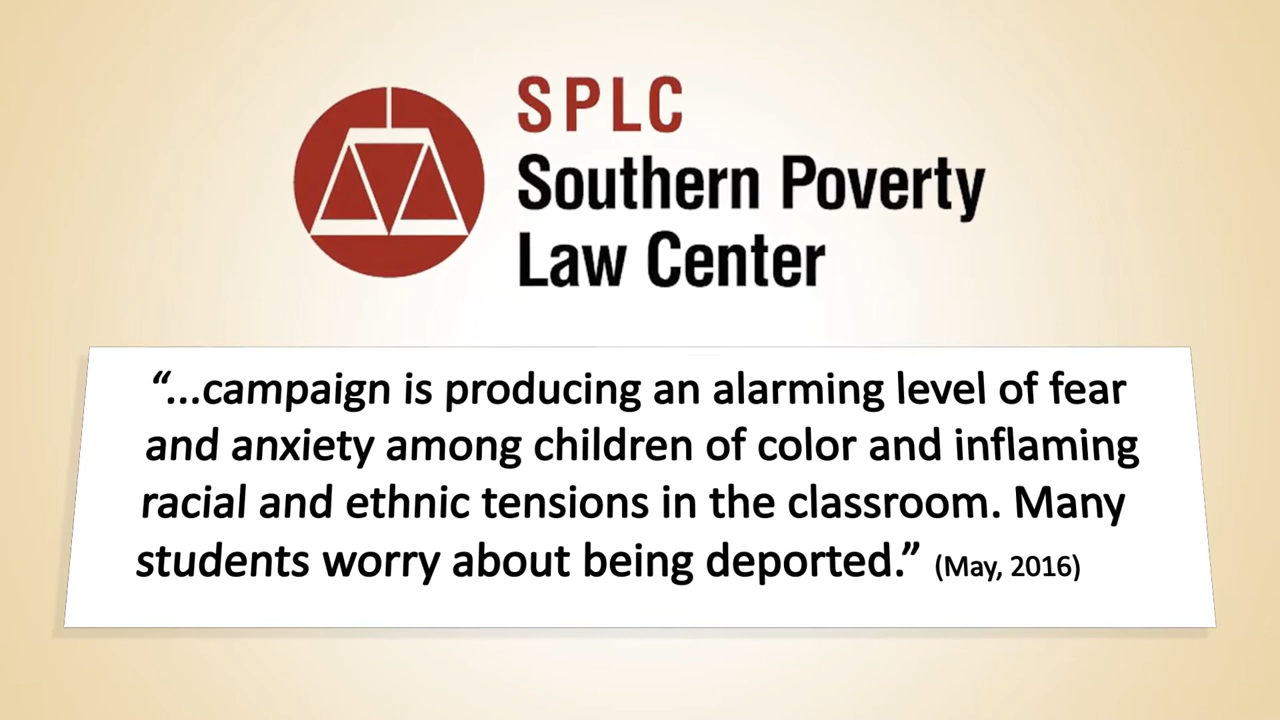 SPLC
Southern Poverty
Law Center
“...campaign is producing an alarming level of fear
and anxiety among children of color and inflaming
racial and ethnic tensions in the classroom. Many
students worry about being deported.” (May, 2016)